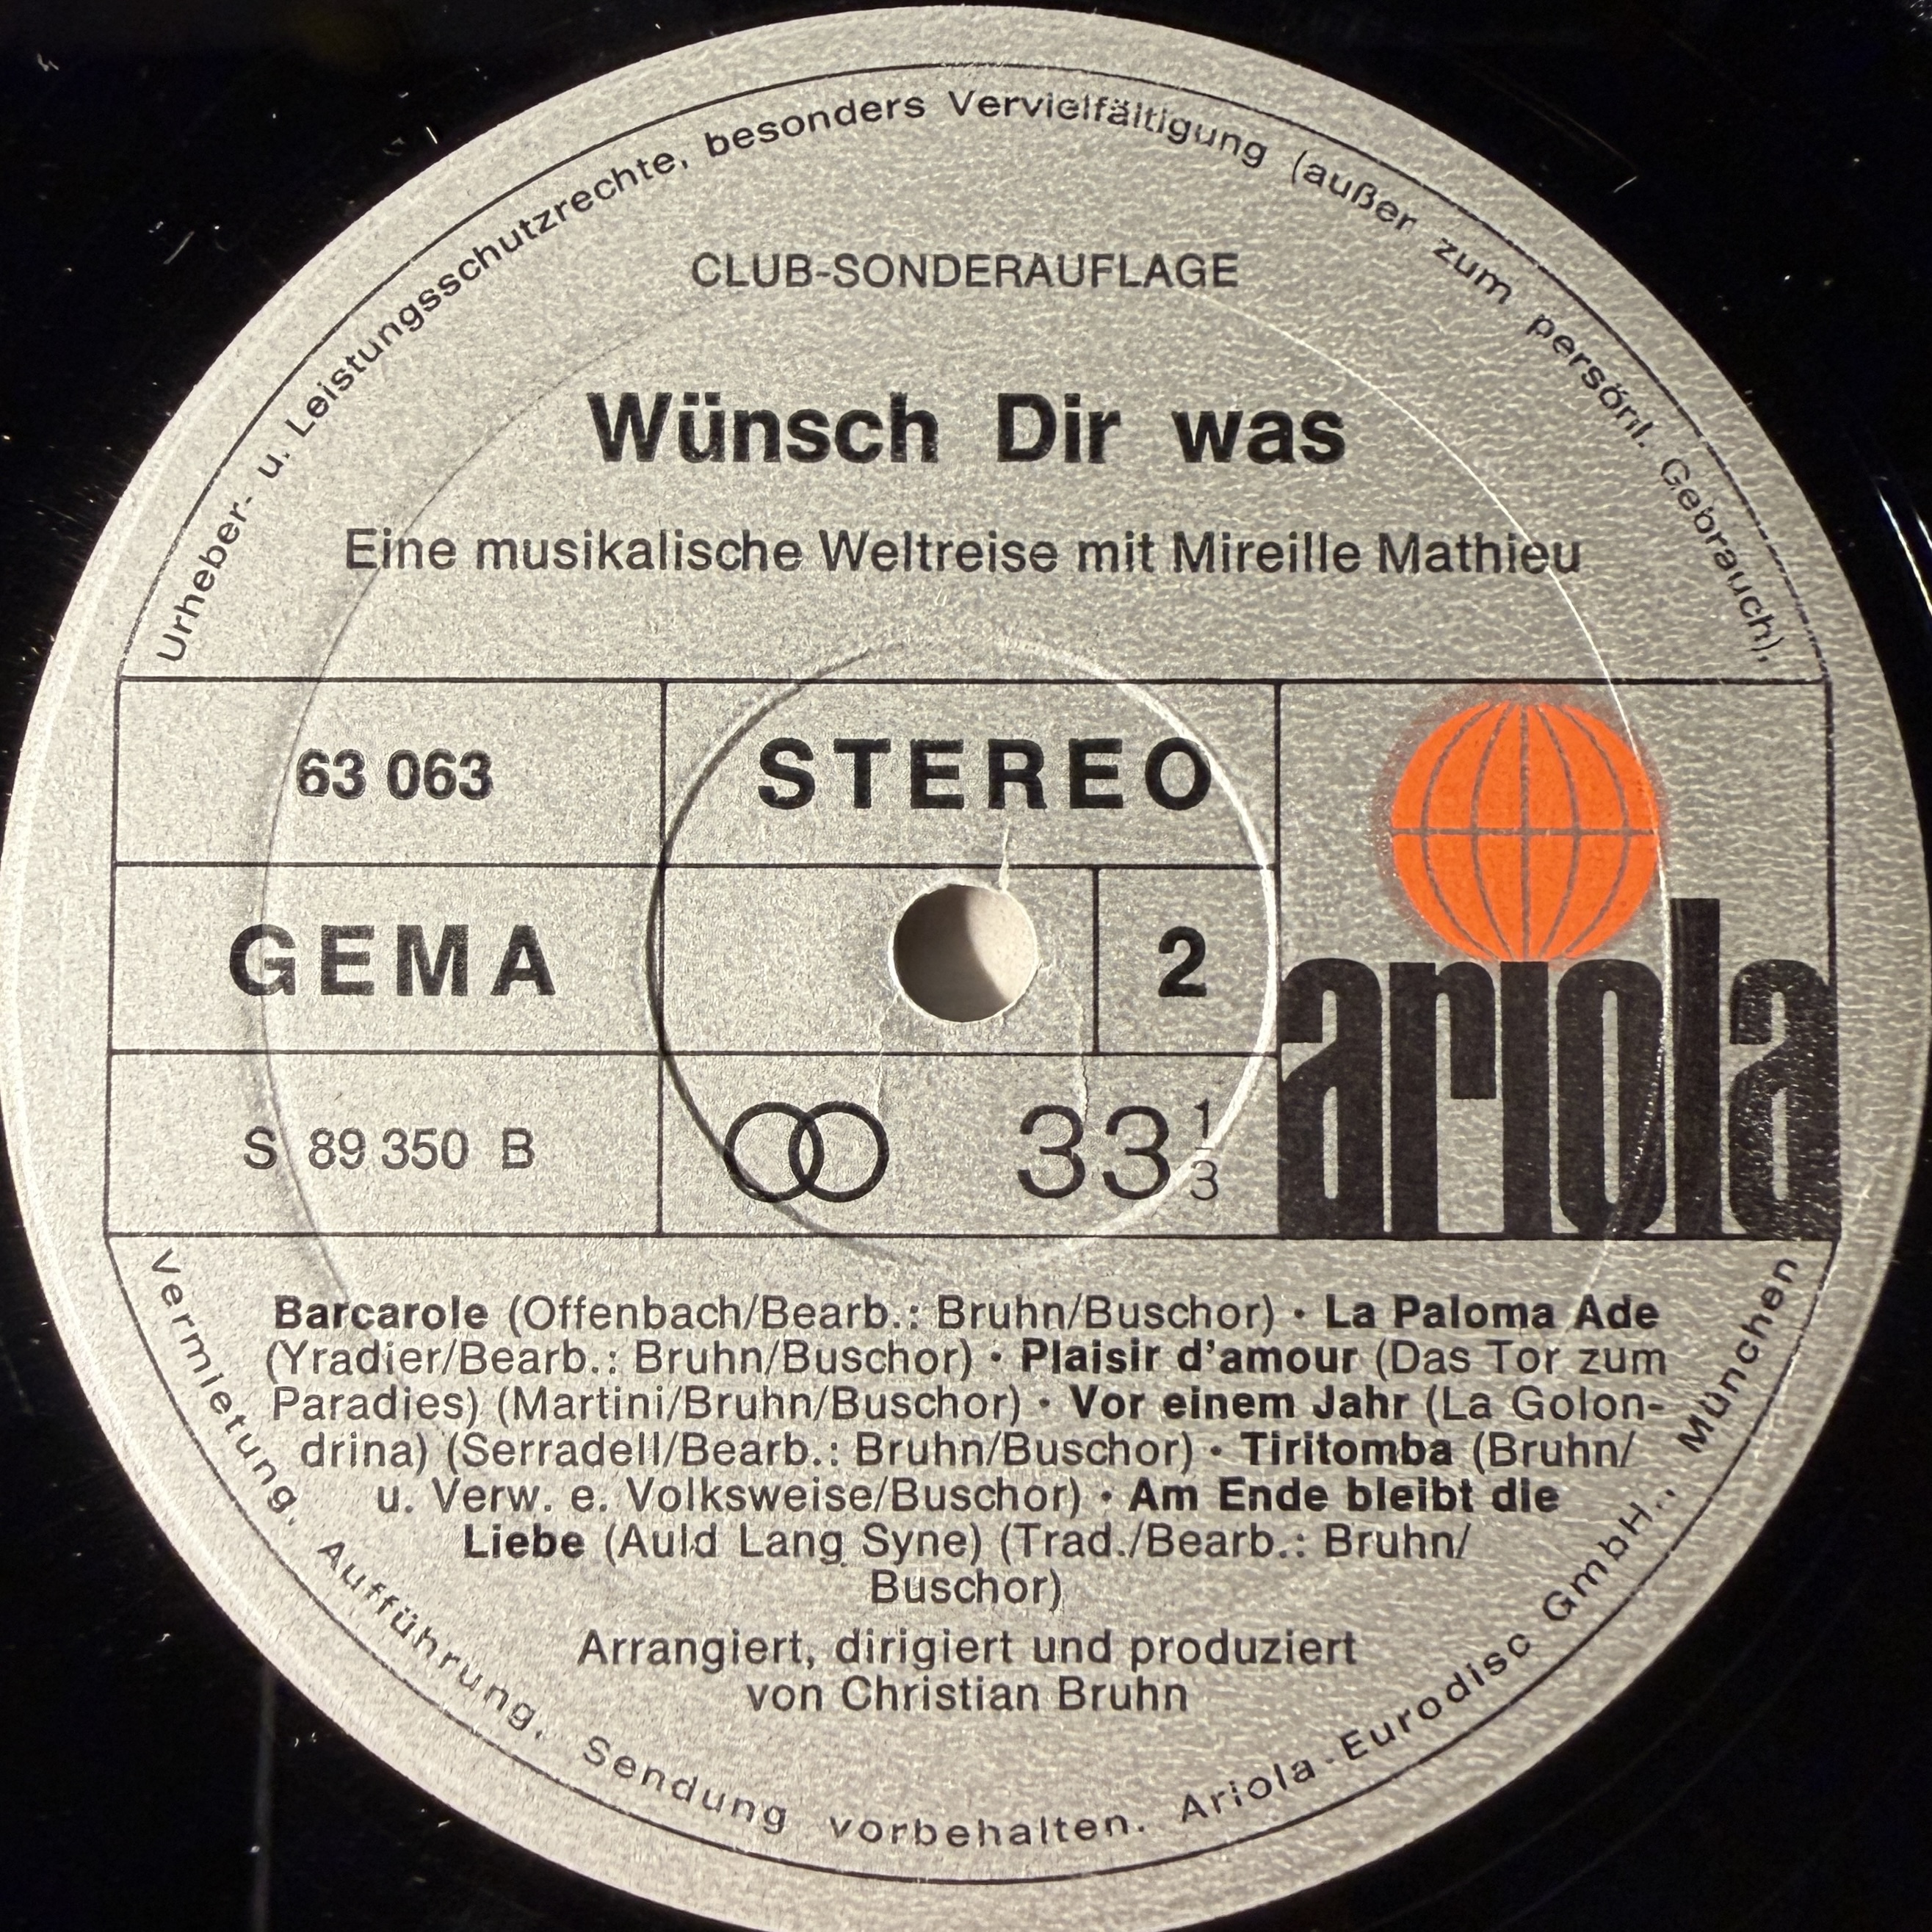 Urheber- u. Leistungsschutzrechte, besonders Vervielfältigung (außer zum persönl. Gebrauch),
CLUB-SONDERAUFLAGE
Wünsch Dir was
Eine musikalische Weltreise mit Mireille Mathieu
63 063
STEREO
GEMA
2
ariola
S 89 350 B
33 1/3
Barcarole (Offenbach/Bearb.: Bruhn/Buschor) • La Paloma Ade
(Yradier/Bearb.: Bruhn/Buschor) • Plaisir d'amour (Das Tor zum
Paradies) (Martini/Bruhn/Buschor) • Vor einem Jahr (La Golon-
drina) (Serradell/Bearb.: Bruhn/Buschor) • Tiritomba (Bruhn/
u. Verw. e. Volksweise/Buschor) • Am Ende bleibt die
Liebe (Auld Lang Syne) (Trad./Bearb.: Bruhn/
Buschor)
Arrangiert, dirigiert und produziert
von Christian Bruhn
Vermietung, Aufführung, Sendung vorbehalten. Ariola-Eurodisc GmbH., München